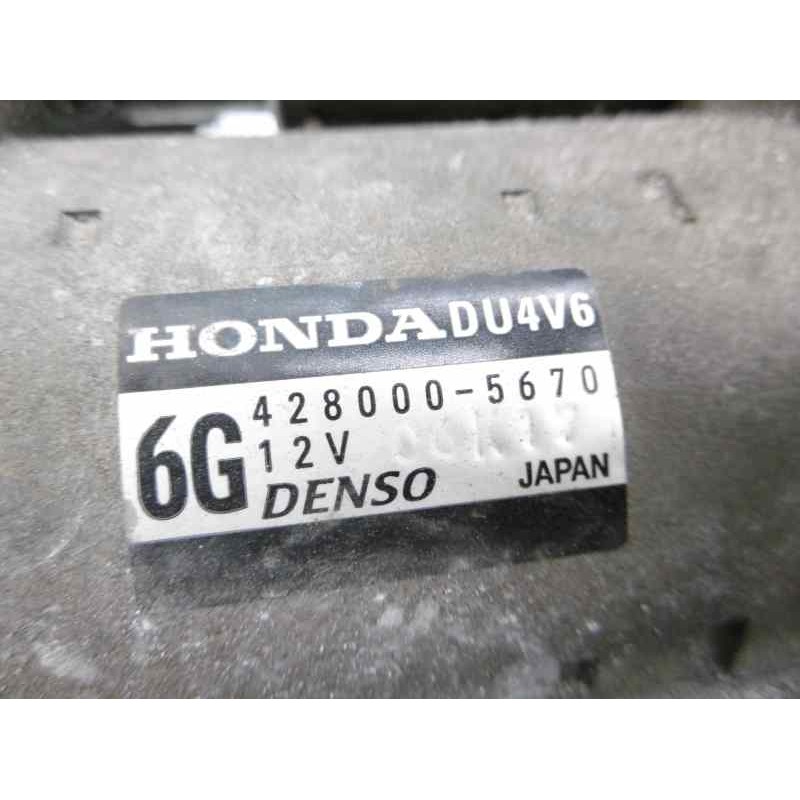 HONDA DU4V6
6G 428000-5670
12V
DENSO JAPAN